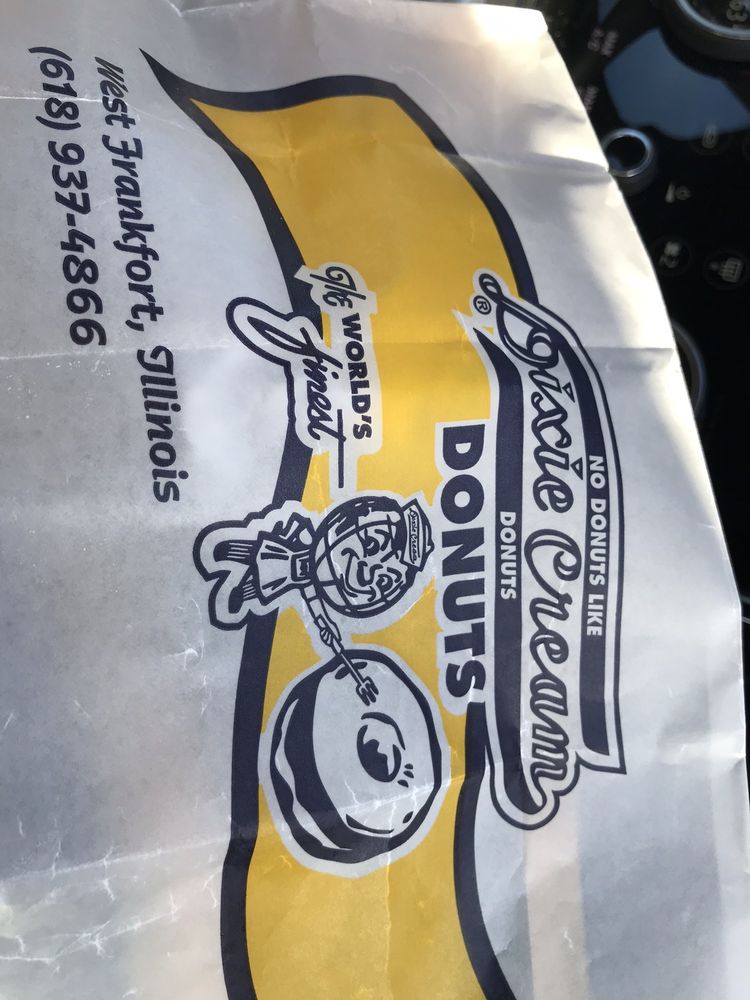 NO DONUTS LIKE
Dixie Cream®
DONUTS
DONUTS
The WORLD'S
finest
West Frankfort, Illinois
(618) 937-4866